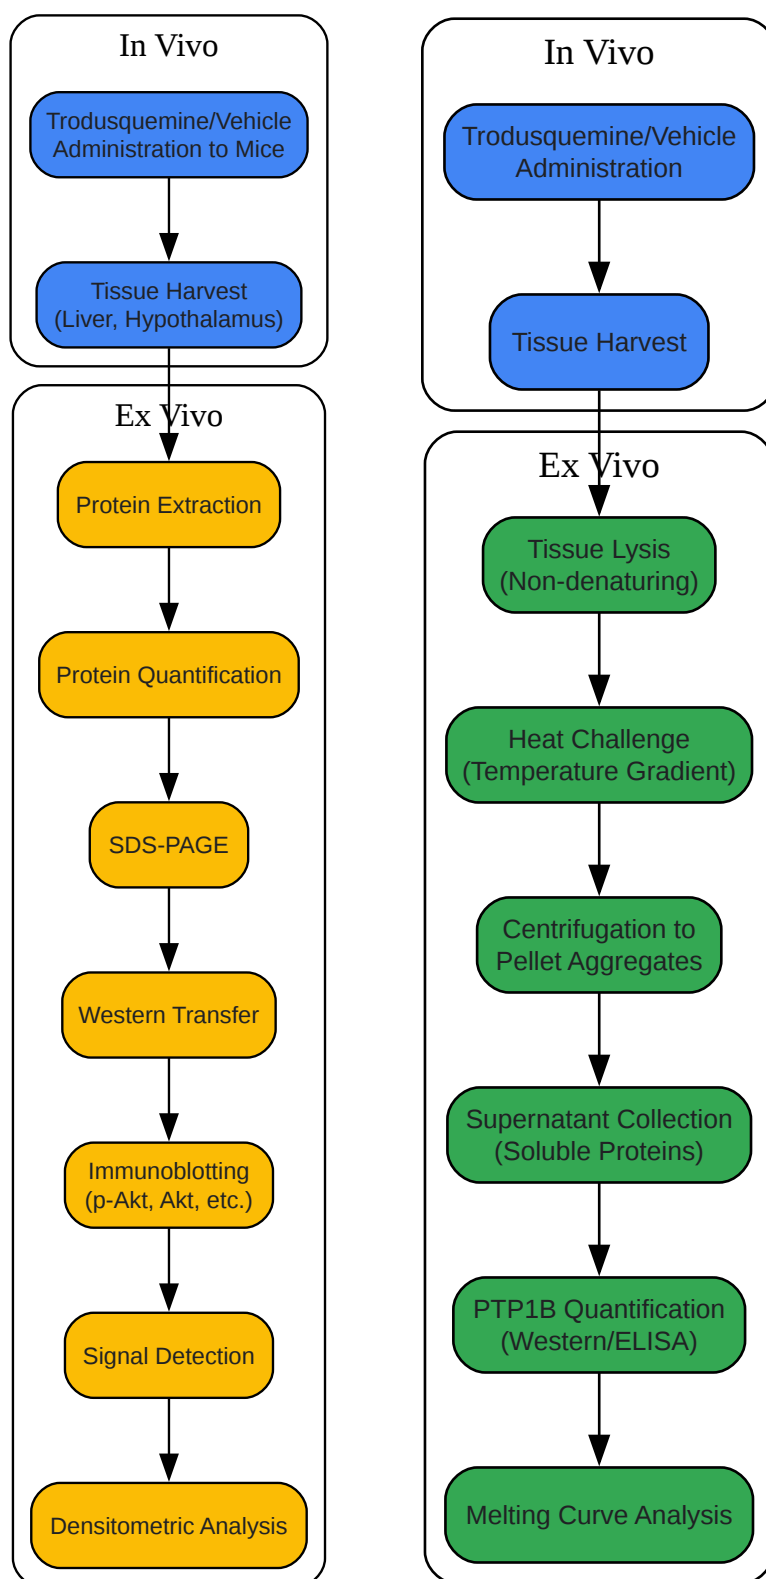 In Vivo
Trodusquemine/Vehicle
Administration to Mice
Tissue Harvest
(Liver, Hypothalamus)
Ex Vivo
Protein Extraction
Protein Quantification
SDS-PAGE
Western Transfer
Immunoblotting
(p-Akt, Akt, etc.)
Signal Detection
Densitometric Analysis
In Vivo
Trodusquemine/Vehicle
Administration
Tissue Harvest
Ex Vivo
Tissue Lysis
(Non-denaturing)
Heat Challenge
(Temperature Gradient)
Centrifugation to
Pellet Aggregates
Supernatant Collection
(Soluble Proteins)
PTP1B Quantification
(Western/ELISA)
Melting Curve Analysis